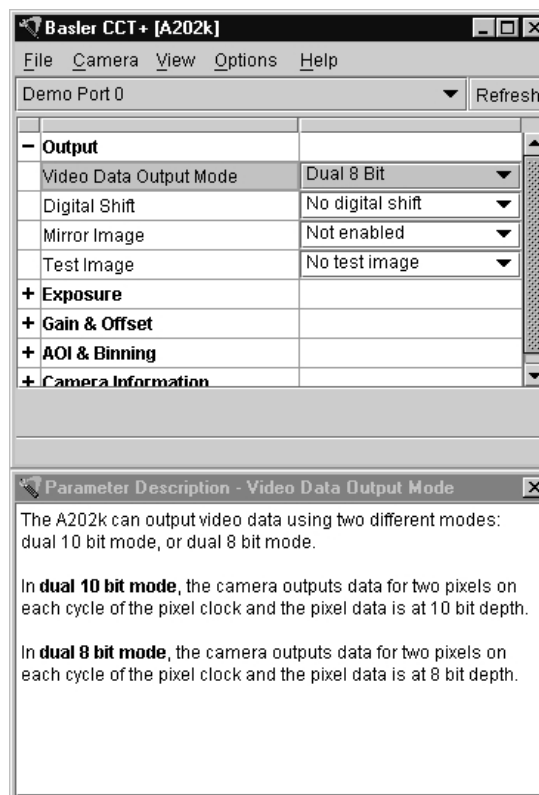 Basler CCT+ [A202k]
File Camera View Options Help
Demo Port 0 Refresh
− Output
Video Data Output Mode Dual 8 Bit
Digital Shift No digital shift
Mirror Image Not enabled
Test Image No test image
+ Exposure
+ Gain & Offset
+ AOI & Binning
+ Camera Information
Parameter Description - Video Data Output Mode
The A202k can output video data using two different modes:
dual 10 bit mode, or dual 8 bit mode.
In dual 10 bit mode, the camera outputs data for two pixels on
each cycle of the pixel clock and the pixel data is at 10 bit depth.
In dual 8 bit mode, the camera outputs data for two pixels on
each cycle of the pixel clock and the pixel data is at 8 bit depth.